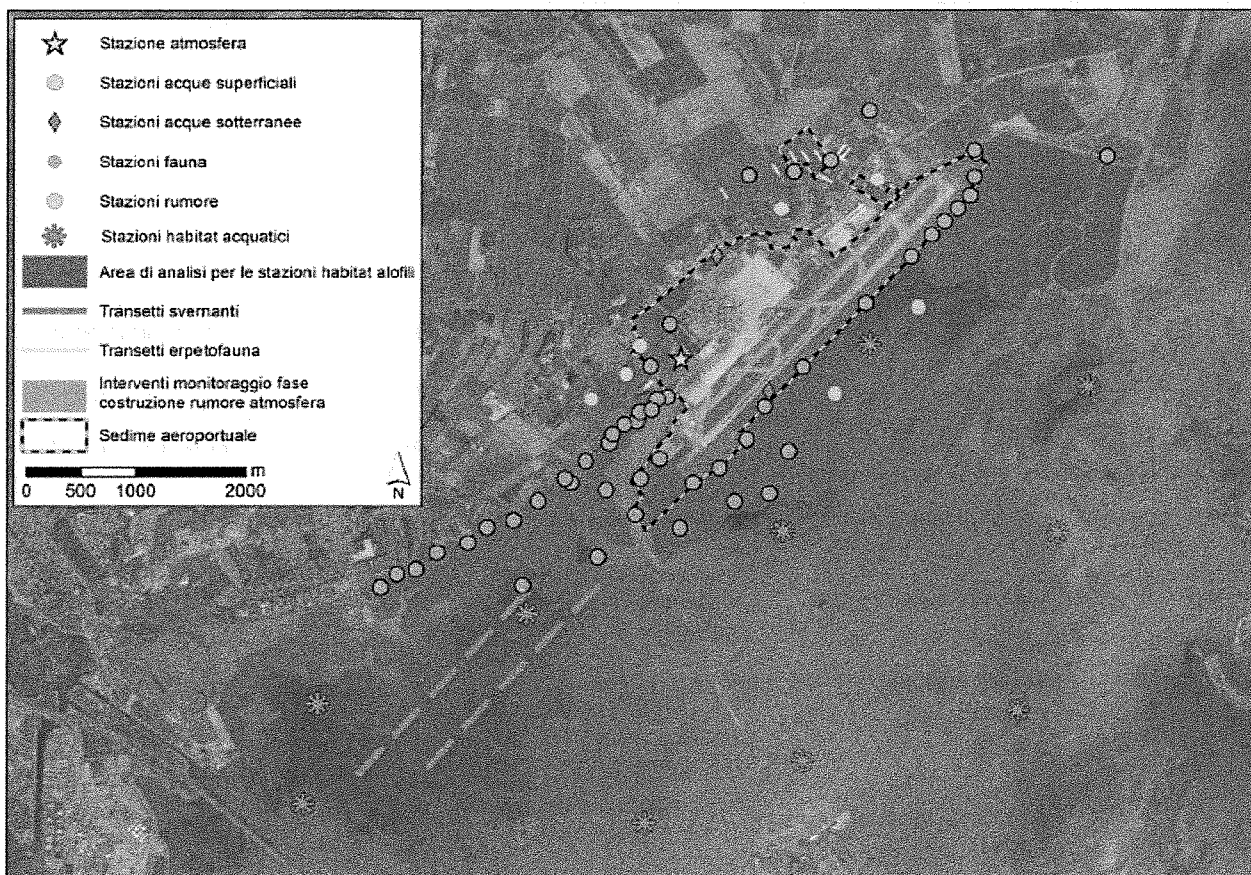 Stazione atmosfera
Stazioni acque superficiali
Stazioni acque sotterranee
Stazioni fauna
Stazioni rumore
Stazioni habitat acquatici
Area di analisi per le stazioni habitat alofili
Transetti svernanti
Transetti erpetofauna
Interventi monitoraggio fase
costruzione rumore atmosfera
Sedime aeroportuale
m
0 500 1000 2000
N